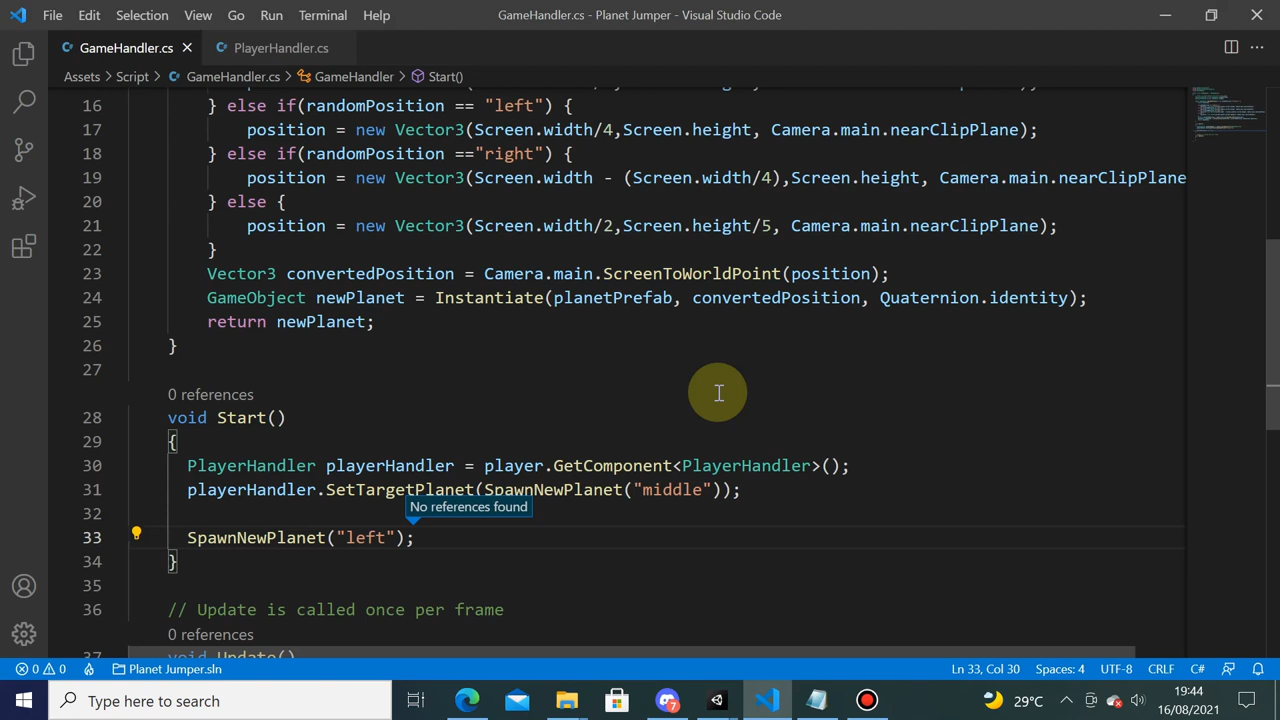 File Edit Selection View Go Run Terminal Help GameHandler.cs - Planet Jumper - Visual Studio Code
GameHandler.cs PlayerHandler.cs
Assets > Script > GameHandler.cs > GameHandler > Start()
16 } else if(randomPosition == "left") {
17 position = new Vector3(Screen.width/4,Screen.height, Camera.main.nearClipPlane);
18 } else if(randomPosition =="right") {
19 position = new Vector3(Screen.width - (Screen.width/4),Screen.height, Camera.main.nearClipPlane
20 } else {
21 position = new Vector3(Screen.width/2,Screen.height/5, Camera.main.nearClipPlane);
22 }
23 Vector3 convertedPosition = Camera.main.ScreenToWorldPoint(position);
24 GameObject newPlanet = Instantiate(planetPrefab, convertedPosition, Quaternion.identity);
25 return newPlanet;
26 }
27
0 references
28 void Start()
29 {
30 PlayerHandler playerHandler = player.GetComponent<PlayerHandler>();
31 playerHandler.SetTargetPlanet(SpawnNewPlanet("middle"));
No references found
32
33 SpawnNewPlanet("left");
34 }
35
36 // Update is called once per frame
0 references
37 void Update()
0 0 Planet Jumper.sln Ln 33, Col 30 Spaces: 4 UTF-8 CRLF C#
Type here to search 7 29°C 19:44
16/08/2021